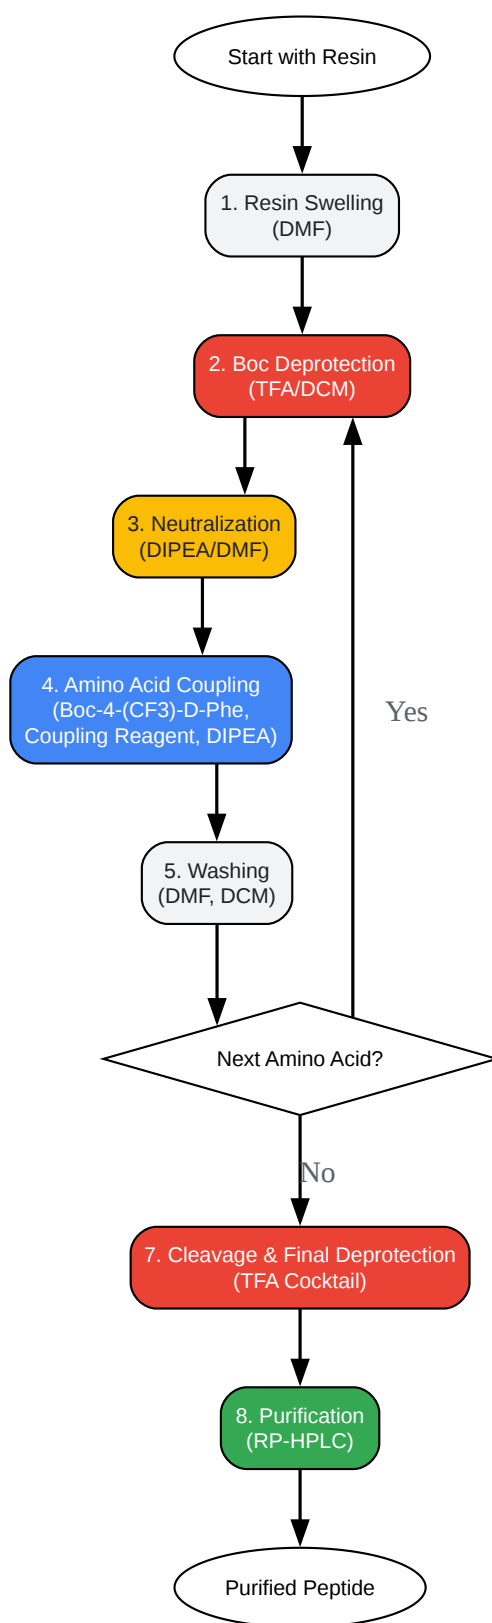 Start with Resin
1. Resin Swelling
(DMF)
2. Boc Deprotection
(TFA/DCM)
3. Neutralization
(DIPEA/DMF)
4. Amino Acid Coupling
(Boc-4-(CF3)-D-Phe,
Coupling Reagent, DIPEA)
Yes
5. Washing
(DMF, DCM)
Next Amino Acid?
No
7. Cleavage & Final Deprotection
(TFA Cocktail)
8. Purification
(RP-HPLC)
Purified Peptide